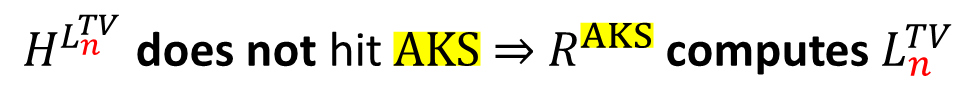 $H^{L_n^{TV}}$ does not hit AKS ⇒ $R^{AKS}$ computes $L_n^{TV}$